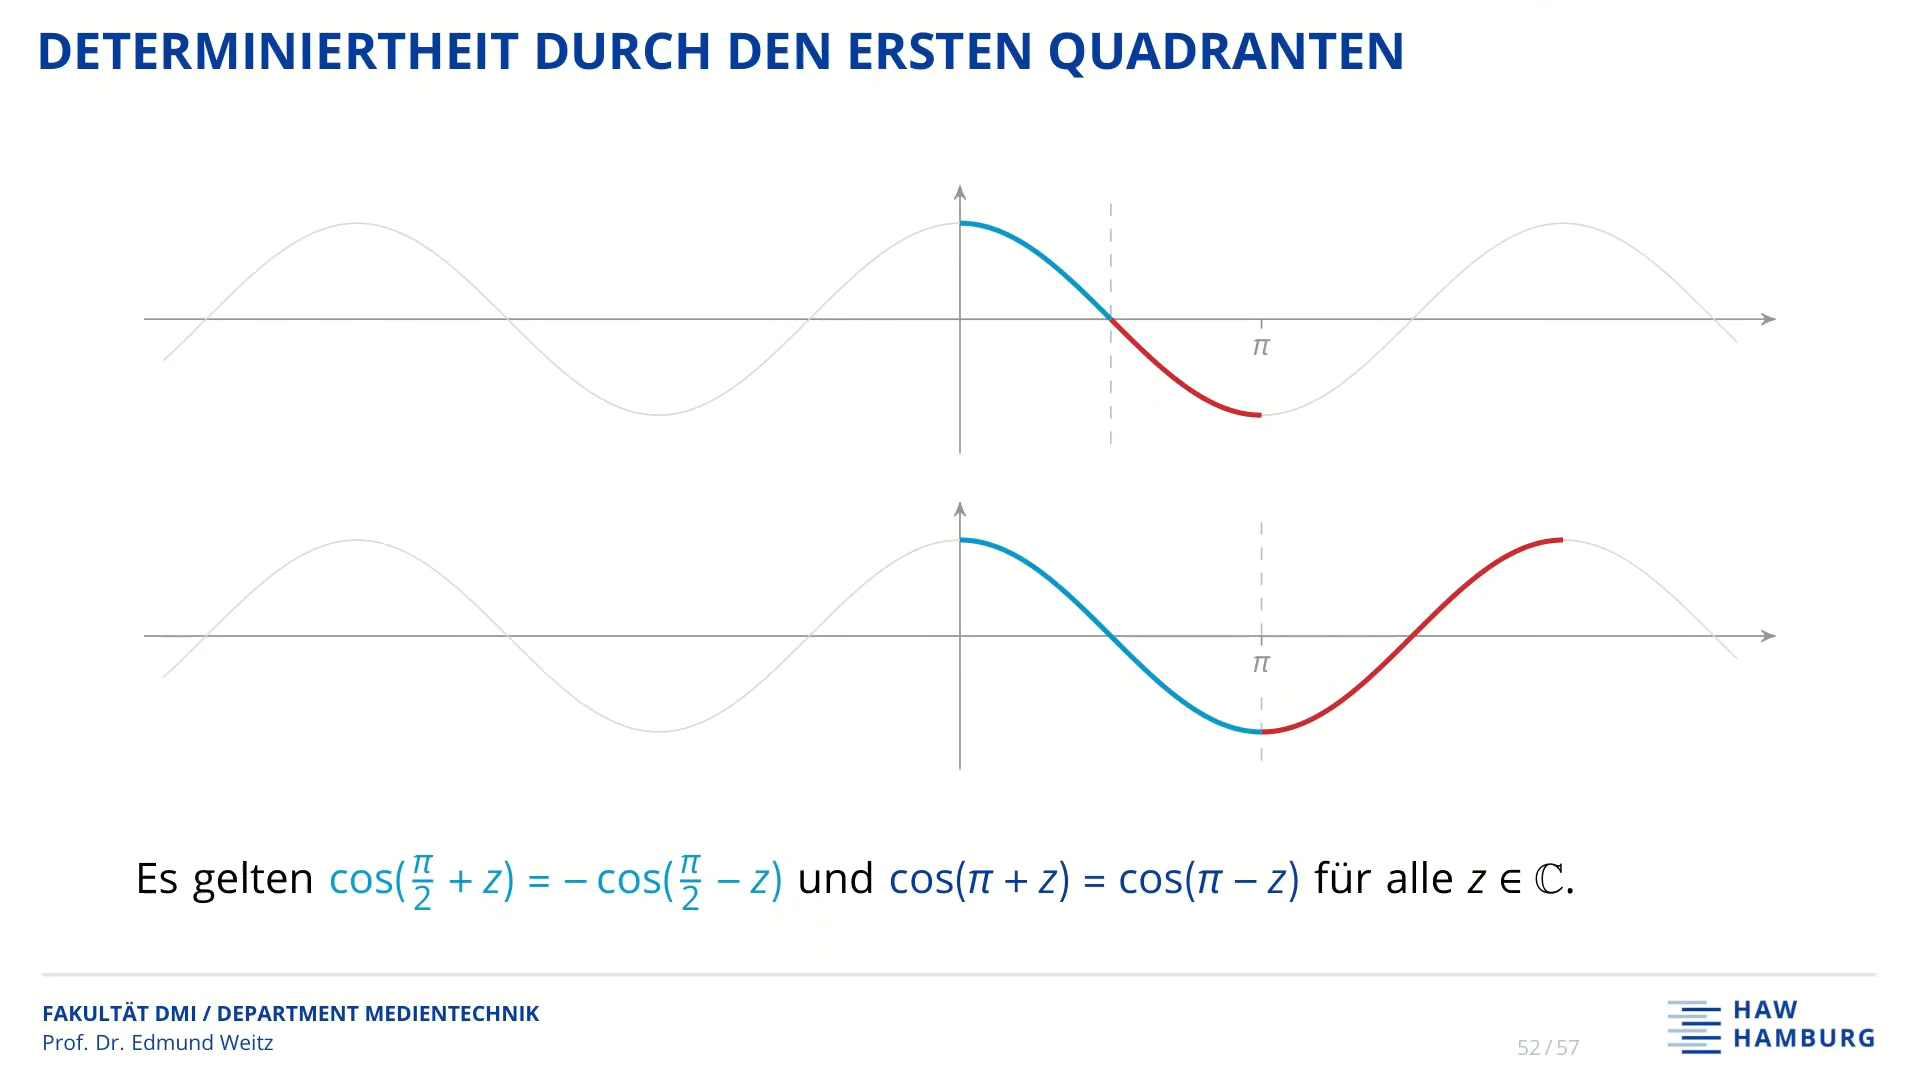 DETERMINIERTHEIT DURCH DEN ERSTEN QUADRANTEN
π
π
Es gelten cos(π/2 + z) = − cos(π/2 − z) und cos(π + z) = cos(π − z) für alle z ∈ ℂ.
FAKULTÄT DMI / DEPARTMENT MEDIENTECHNIK
Prof. Dr. Edmund Weitz
52 / 57
HAW
HAMBURG